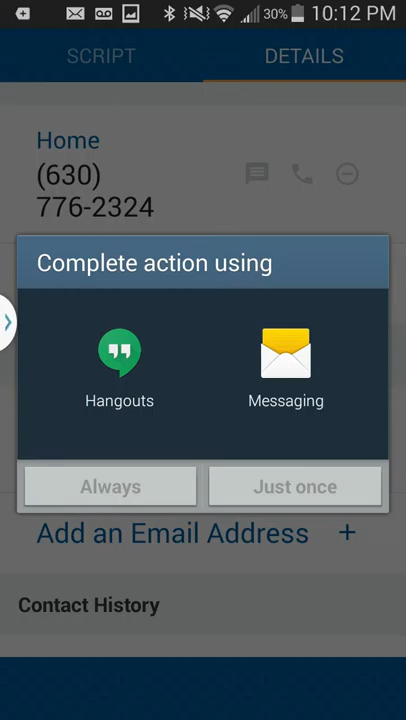 30% 10:12 PM
SCRIPT DETAILS
Home
(630)
776-2324
Complete action using
Hangouts Messaging
Always Just once
Add an Email Address +
Contact History